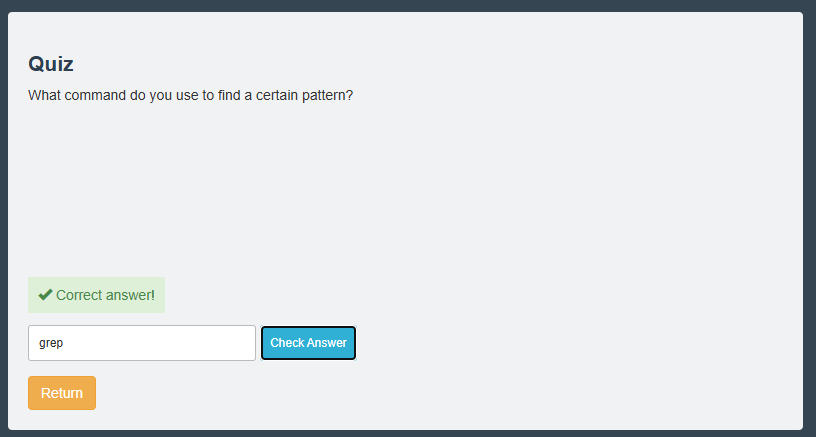 Quiz
What command do you use to find a certain pattern?
Correct answer!
grep
Check Answer
Return